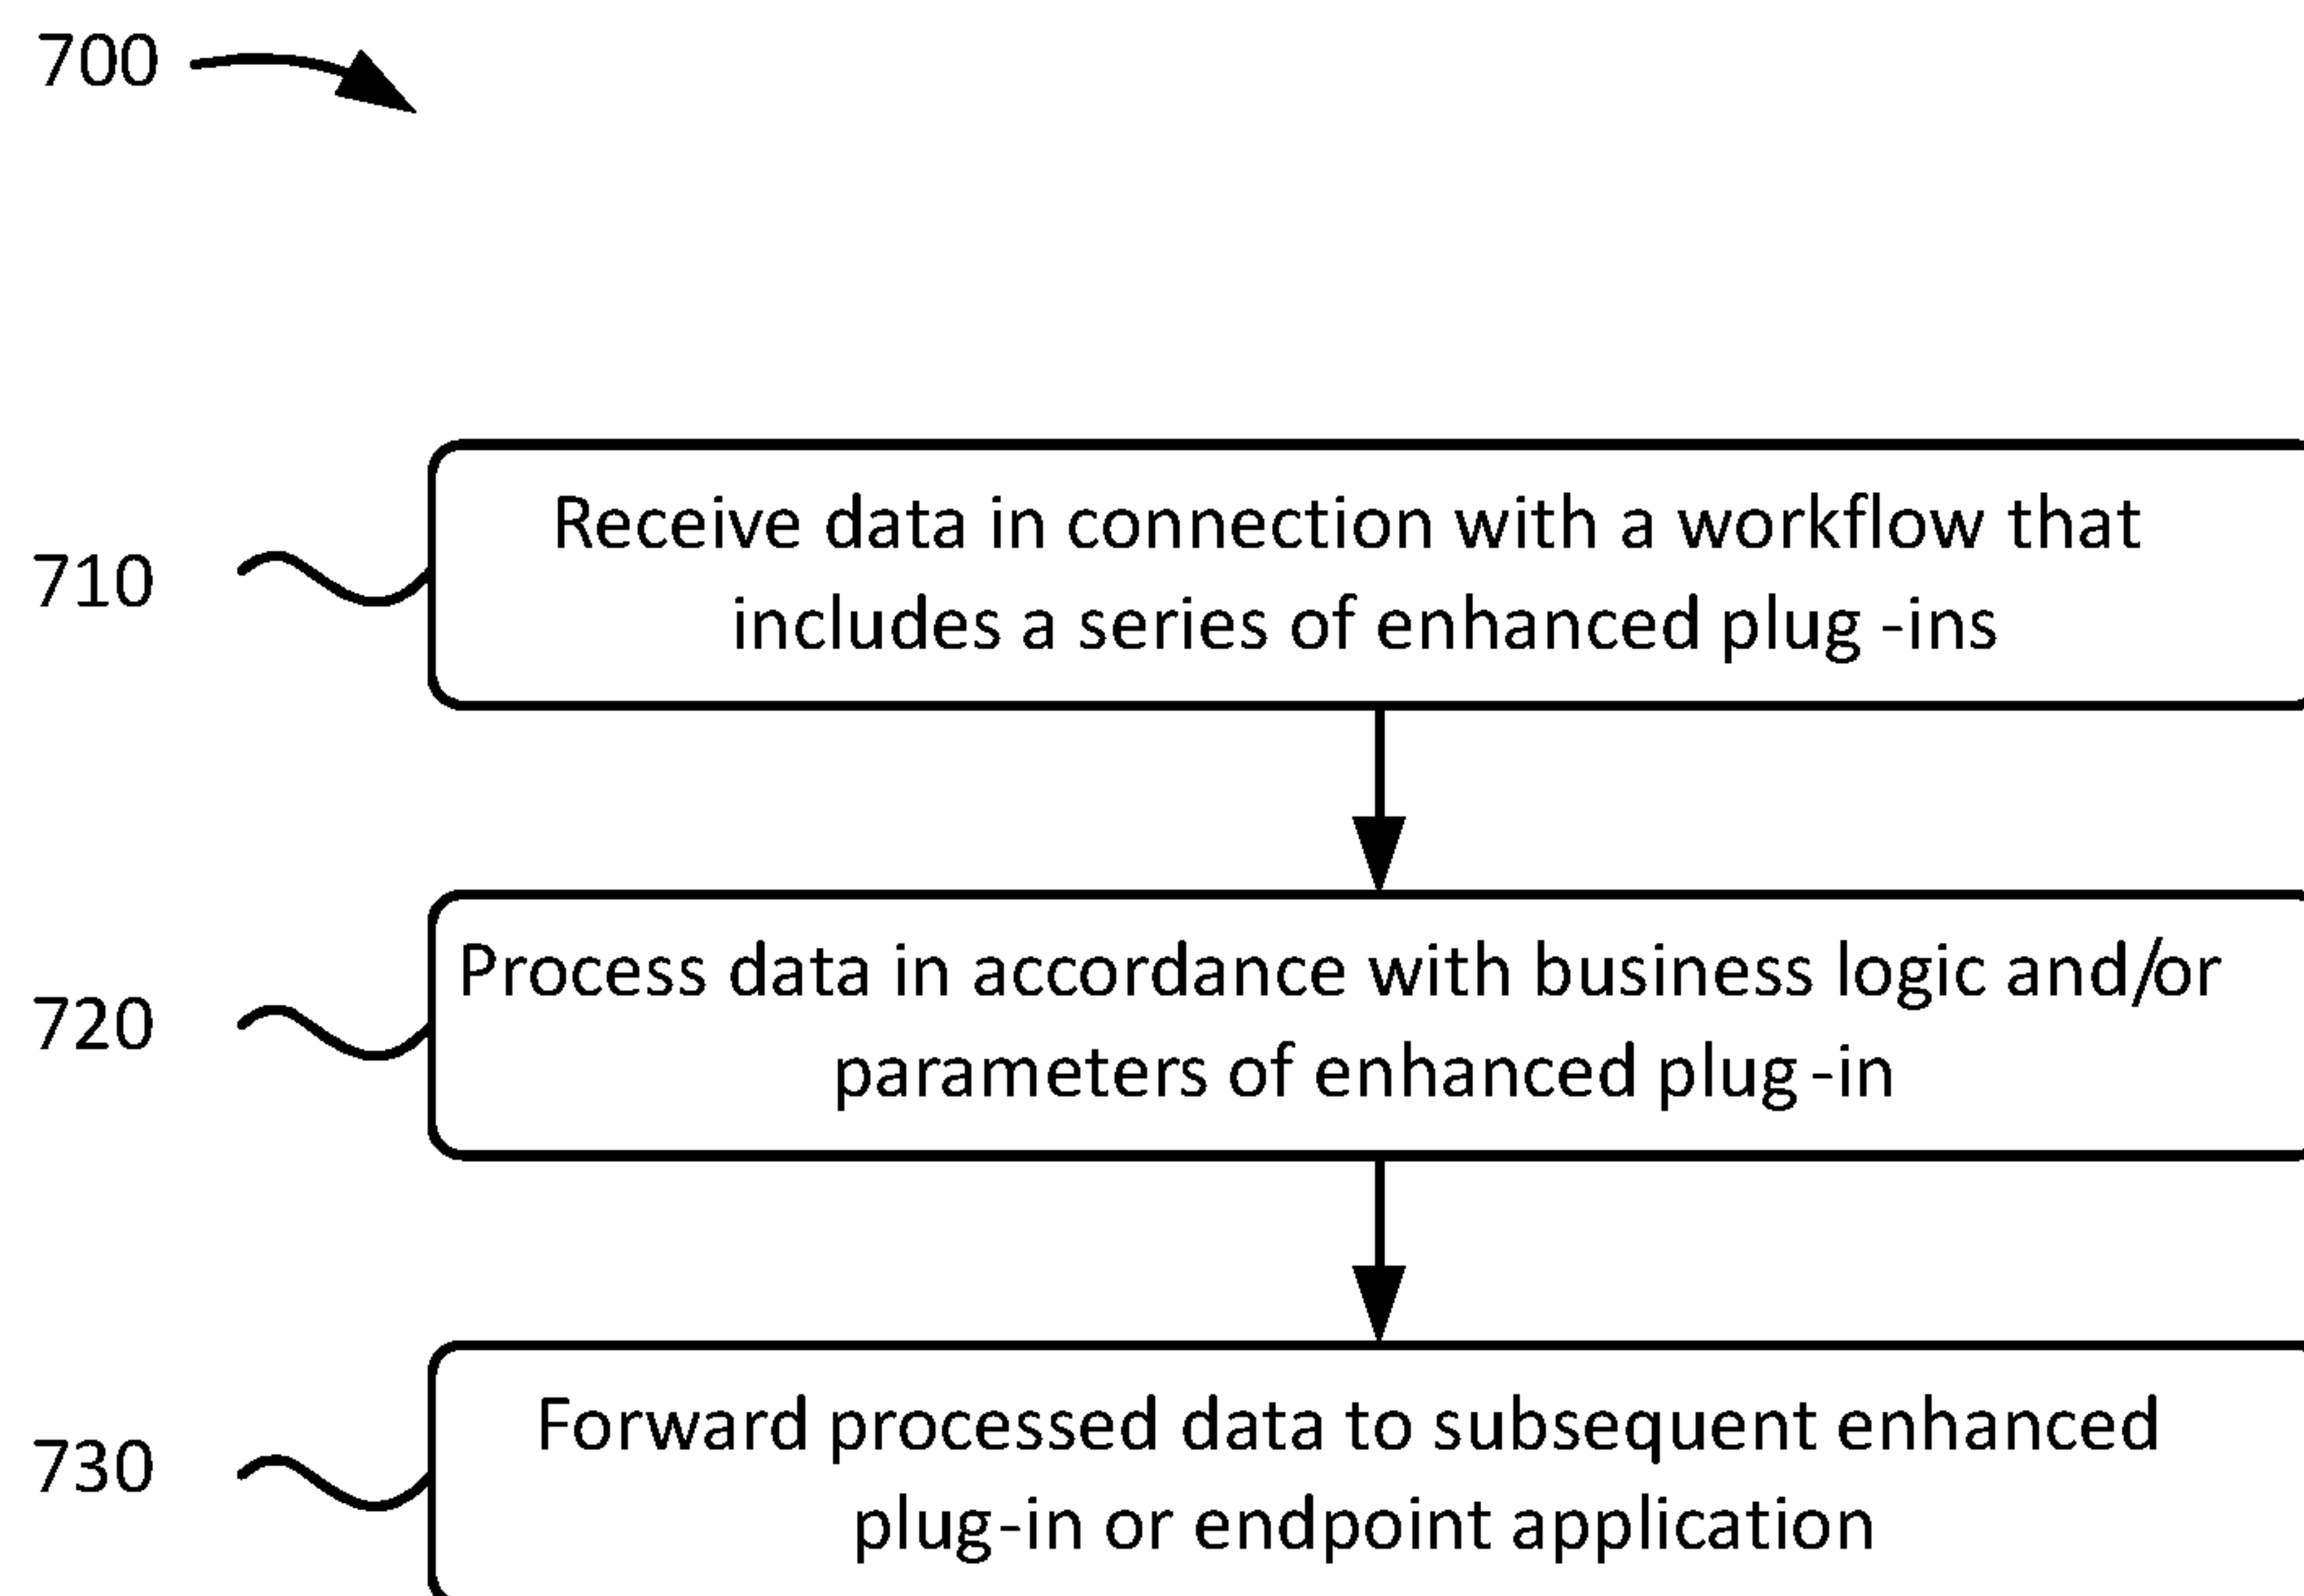 700
710
Receive data in connection with a workflow that
includes a series of enhanced plug -ins
720
Process data in accordance with business logic and/or
parameters of enhanced plug -in
730
Forward processed data to subsequent enhanced
plug-in or endpoint application